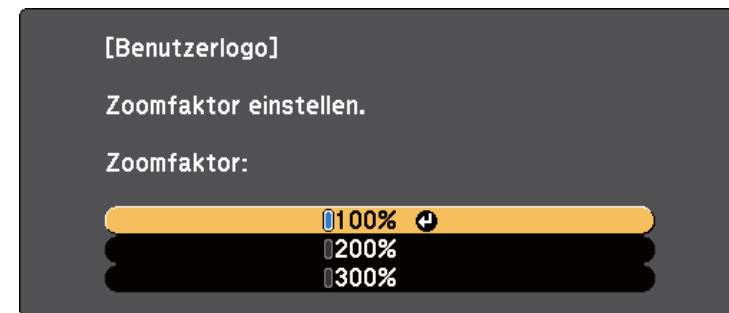 [Benutzerlogo]
Zoomfaktor einstellen.
Zoomfaktor:
100%
200%
300%